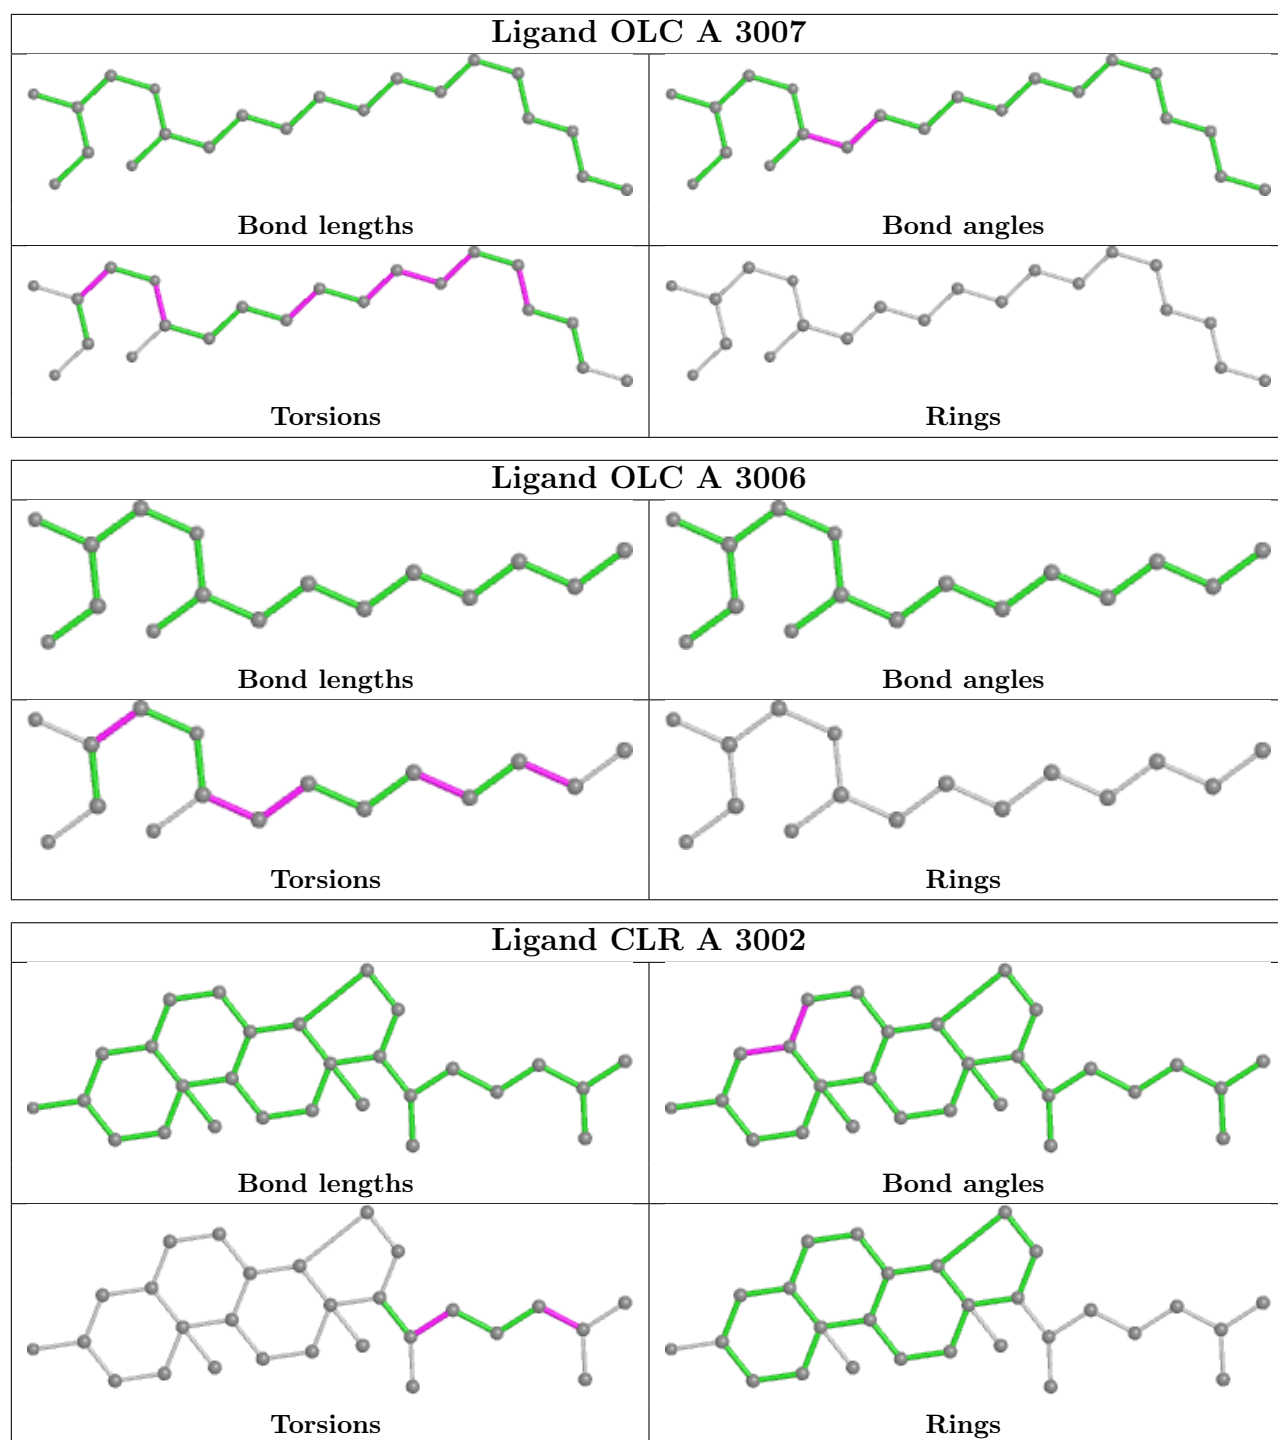 Ligand OLC A 3007
Bond lengths
Bond angles
Torsions
Rings
Ligand OLC A 3006
Bond lengths
Bond angles
Torsions
Rings
Ligand CLR A 3002
Bond lengths
Bond angles
Torsions
Rings